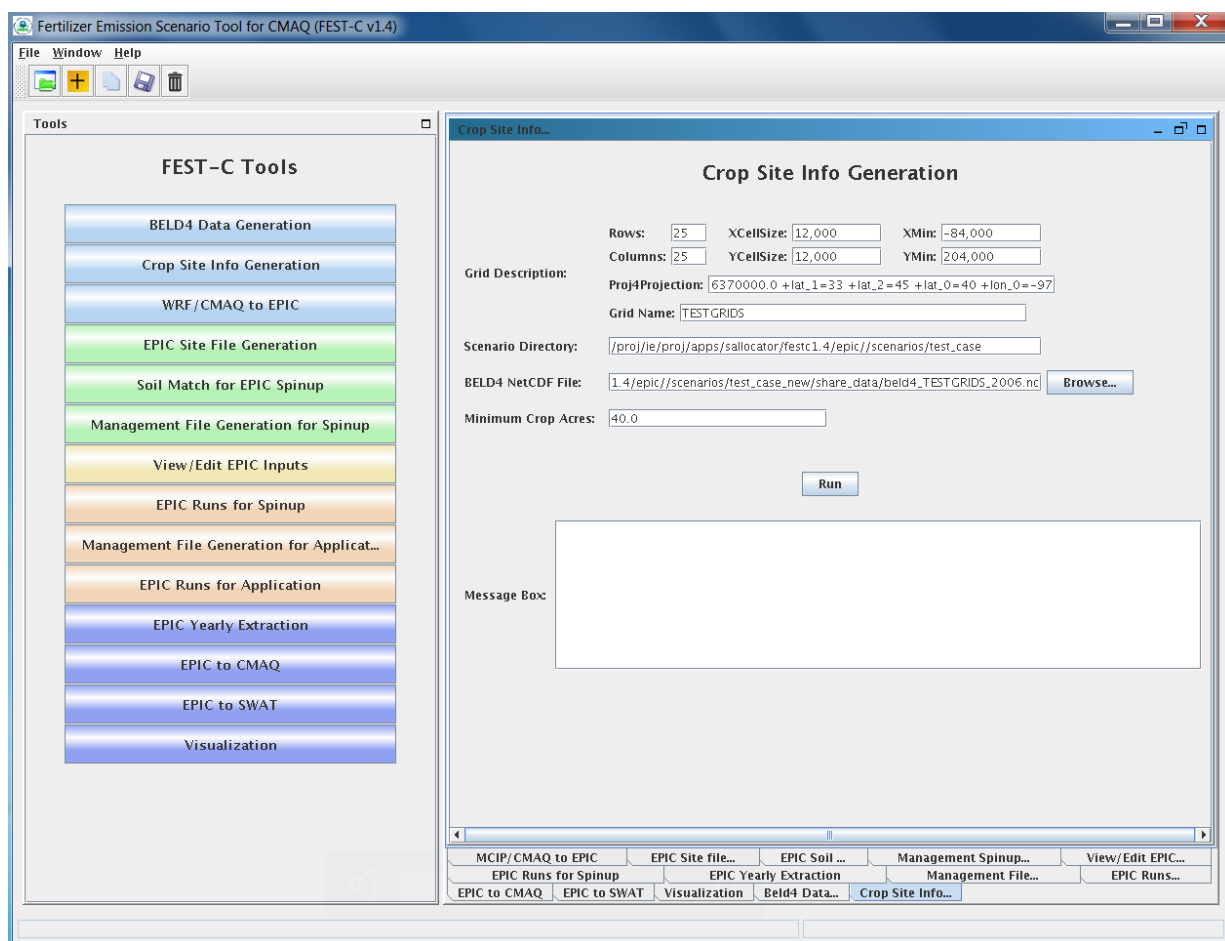 Fertilizer Emission Scenario Tool for CMAQ (FEST-C v1.4)
File Window Help
Tools
FEST-C Tools
BELD4 Data Generation
Crop Site Info Generation
WRF/CMAQ to EPIC
EPIC Site File Generation
Soil Match for EPIC Spinup
Management File Generation for Spinup
View/Edit EPIC Inputs
EPIC Runs for Spinup
Management File Generation for Applicat...
EPIC Runs for Application
EPIC Yearly Extraction
EPIC to CMAQ
EPIC to SWAT
Visualization
Crop Site Info...
Crop Site Info Generation
Grid Description:
Rows: 25 XCellSize: 12,000 XMin: -84,000
Columns: 25 YCellSize: 12,000 YMin: 204,000
Proj4Projection: 6370000.0 +lat_1=33 +lat_2=45 +lat_0=40 +lon_0=-97
Grid Name: TESTGRIDS
Scenario Directory: /proj/ie/proj/apps/sallocator/festc1.4/epic//scenarios/test_case
BELD4 NetCDF File: 1.4/epic//scenarios/test_case_new/share_data/beld4_TESTGRIDS_2006.nc Browse...
Minimum Crop Acres: 40.0
Run
Message Box:
MCIP/CMAQ to EPIC EPIC Site file... EPIC Soil ... Management Spinup... View/Edit EPIC...
EPIC Runs for Spinup EPIC Yearly Extraction Management File... EPIC Runs...
EPIC to CMAQ EPIC to SWAT Visualization Beld4 Data... Crop Site Info...